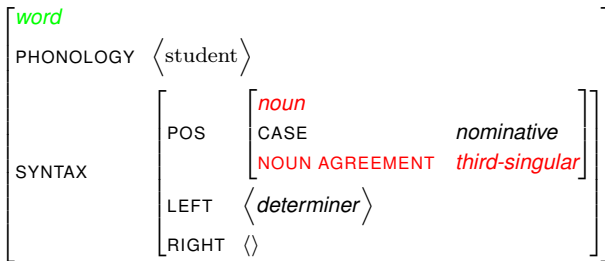 word
PHONOLOGY ⟨student⟩
noun
POS CASE nominative
NOUN AGREEMENT third-singular
SYNTAX
LEFT ⟨determiner⟩
RIGHT ⟨⟩